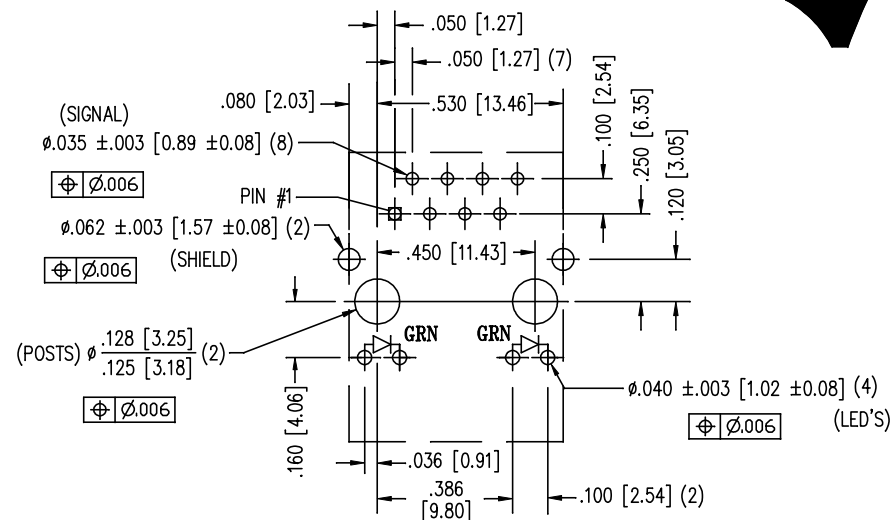 .050 [1.27]
.050 [1.27] (7)
.080 [2.03]
.530 [13.46]
.100 [2.54]
.250 [6.35]
.120 [3.05]
(SIGNAL)
⌀.035 ±.003 [0.89 ±0.08] (8)
⌖ ⌀.006
PIN #1
⌀.062 ±.003 [1.57 ±0.08] (2)
(SHIELD)
⌖ ⌀.006
.450 [11.43]
GRN
GRN
(POSTS) ⌀ .128 [3.25]
.125 [3.18] (2)
⌖ ⌀.006
.160 [4.06]
⌀.040 ±.003 [1.02 ±0.08] (4)
(LED'S)
⌖ ⌀.006
.036 [0.91]
.386
[9.80]
.100 [2.54] (2)